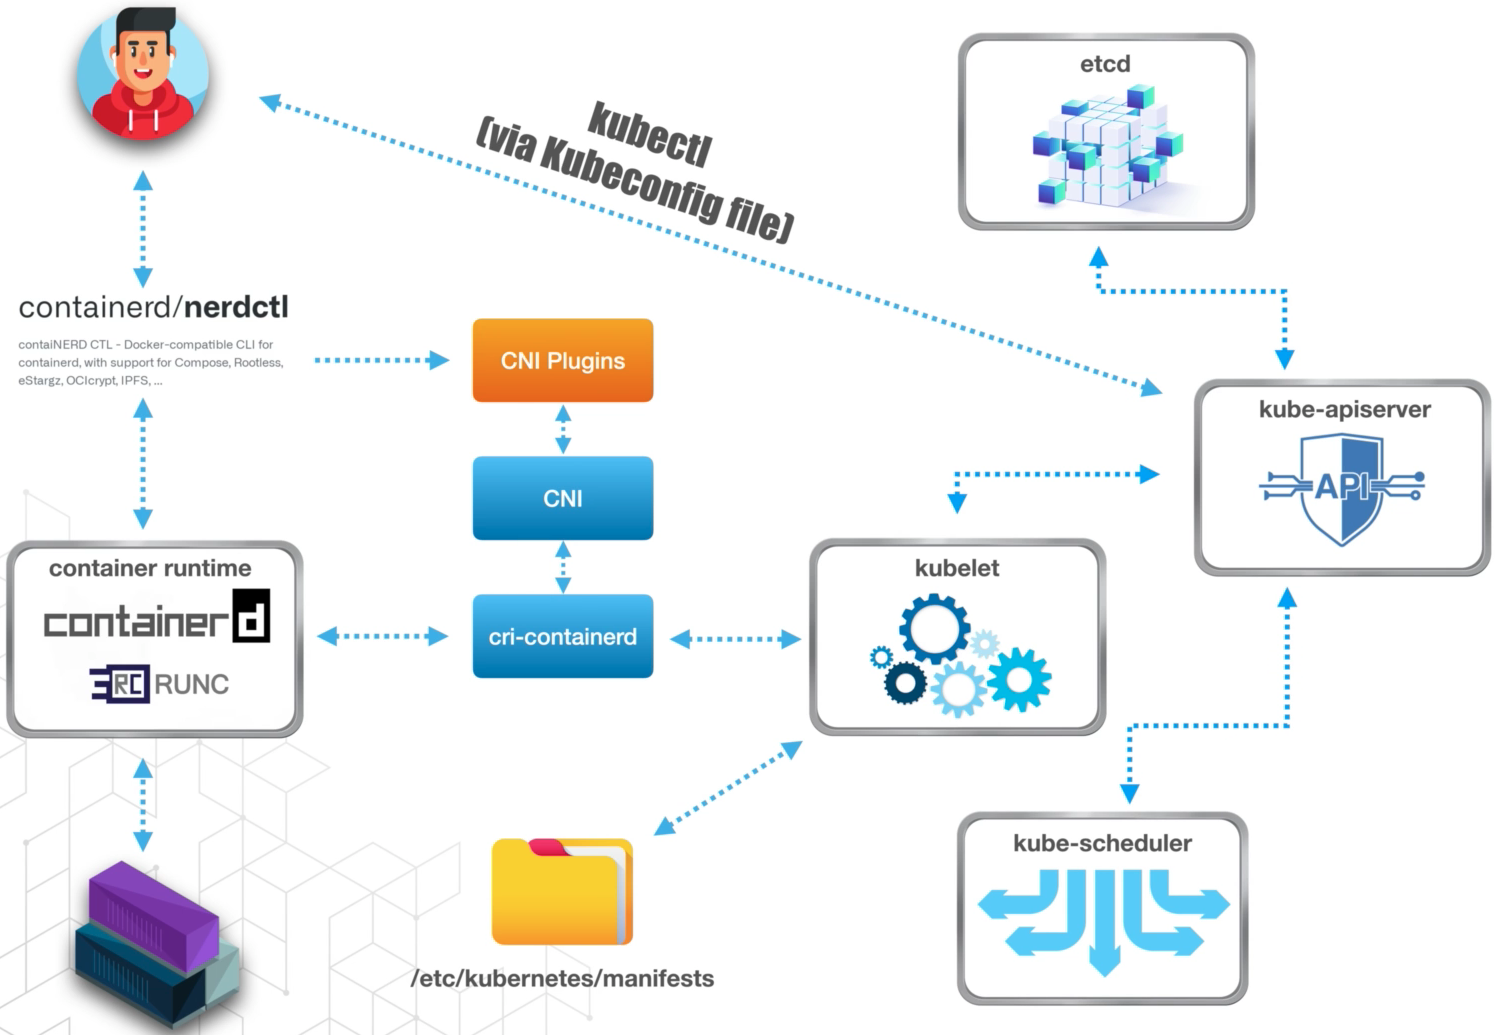 etcd
kubectl
(via Kubeconfig file)
containerd/nerdctl
contaiNERD CTL - Docker-compatible CLI for
containerd, with support for Compose, Rootless,
eStargz, OCIcrypt, IPFS, ...
CNI Plugins
kube-apiserver
API
CNI
container runtime
containerd
RC RUNC
cri-containerd
kubelet
kube-scheduler
/etc/kubernetes/manifests